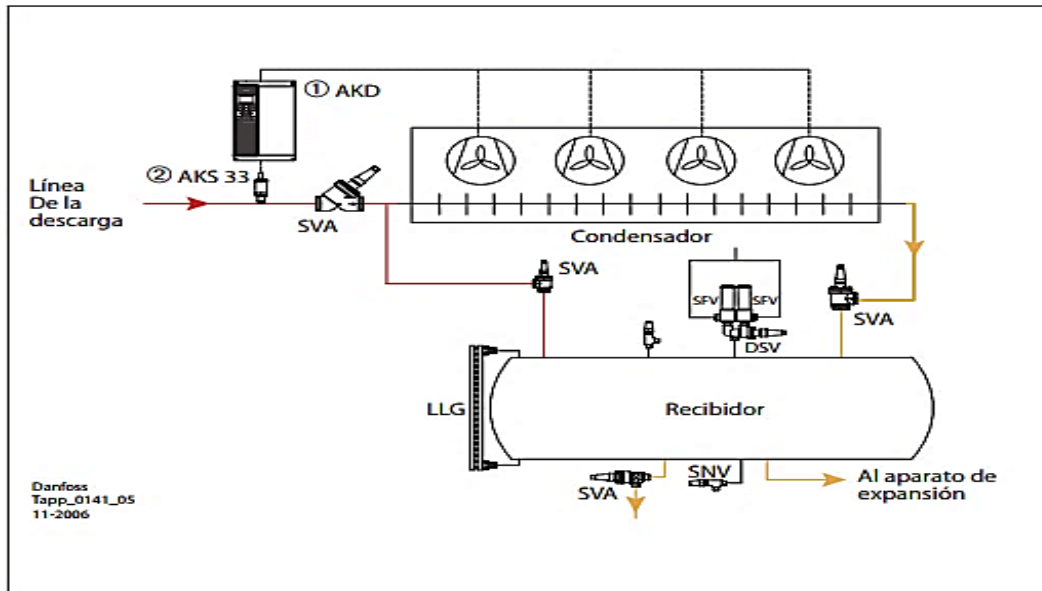 ① AKD
② AKS 33
Línea
De la
descarga
SVA
Condensador
SVA
SFV SFV
SVA
DSV
LLG
Recibidor
SNV
SVA
Al aparato de
expansión
Danfoss
Tapp_0141_05
11-2006